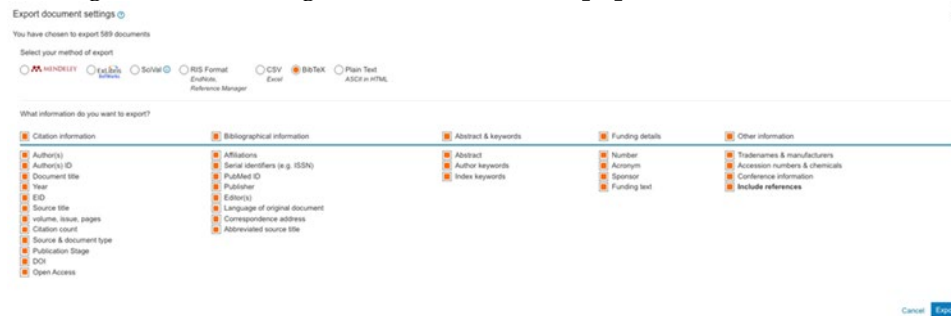 Export document settings
You have chosen to export 589 documents
Select your method of export
MENDELEY
ExLibris
SciVal
RIS Format
EndNote,
Reference Manager
CSV
Excel
BibTeX
Plain Text
ASCII in HTML
What information do you want to export?
Citation information
Author(s)
Author(s) ID
Document title
Year
EID
Source title
volume, issue, pages
Citation count
Source & document type
Publication Stage
DOI
Open Access
Bibliographical information
Affiliations
Serial identifiers (e.g. ISSN)
PubMed ID
Publisher
Editor(s)
Language of original document
Correspondence address
Abbreviated source title
Abstract & keywords
Abstract
Author keywords
Index keywords
Funding details
Number
Acronym
Sponsor
Funding text
Other information
Tradenames & manufacturers
Accession numbers & chemicals
Conference information
Include references
Cancel